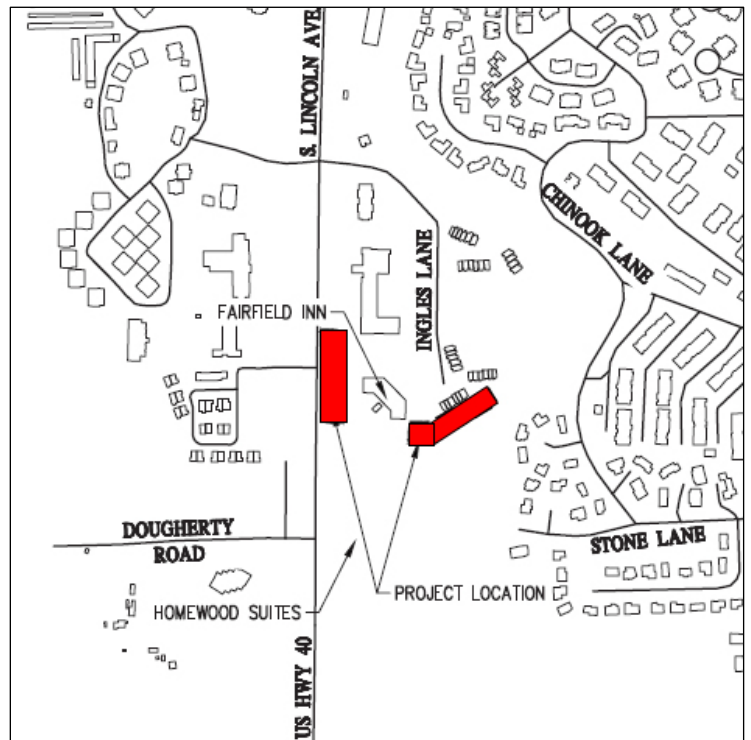 S. LINCOLN AVE
CHINOOK LANE
INGLES LANE
FAIRFIELD INN
DOUGHERTY
ROAD
STONE LANE
PROJECT LOCATION
HOMEWOOD SUITES
US HWY 40